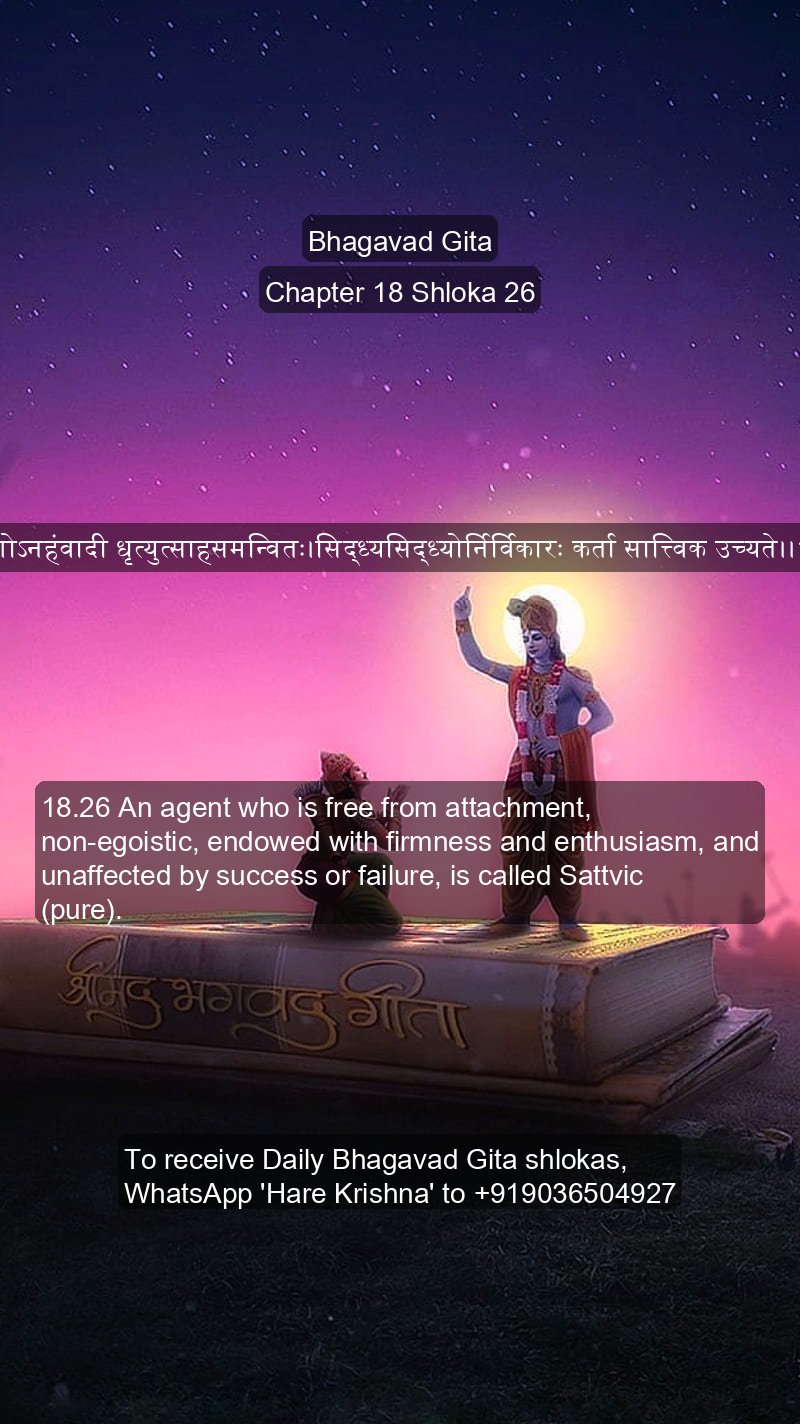 Bhagavad Gita
Chapter 18 Shloka 26
ोऽनहंवादी धृत्युत्साहसमन्वितः।सिद्ध्यसिद्ध्योर्निर्विकारः कर्ता सात्त्विक उच्यते।।
18.26 An agent who is free from attachment,
non-egoistic, endowed with firmness and enthusiasm, and
unaffected by success or failure, is called Sattvic
(pure).
श्रीमद् भगवद् गीता
To receive Daily Bhagavad Gita shlokas,
WhatsApp 'Hare Krishna' to +919036504927